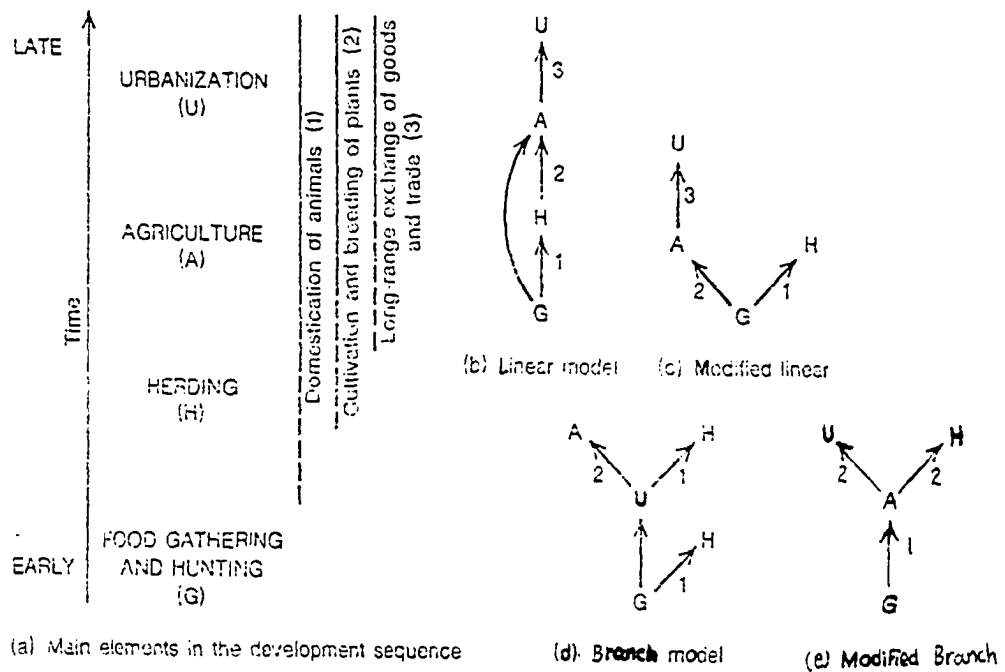 LATE
URBANIZATION
(U)
AGRICULTURE
(A)
HERDING
(H)
FOOD GATHERING
AND HUNTING
(G)
EARLY
Time
Domestication of animals (1)
Cultivation and breeding of plants (2)
Long-range exchange of goods
and trade (3)
(a) Main elements in the development sequence
U
3
A
2
H
1
G
(b) Linear model
U
3
A
H
2
1
G
(c) Modified linear
A
H
2
1
U
H
1
G
(d) Branch model
U
H
2
2
A
1
G
(e) Modified Branch